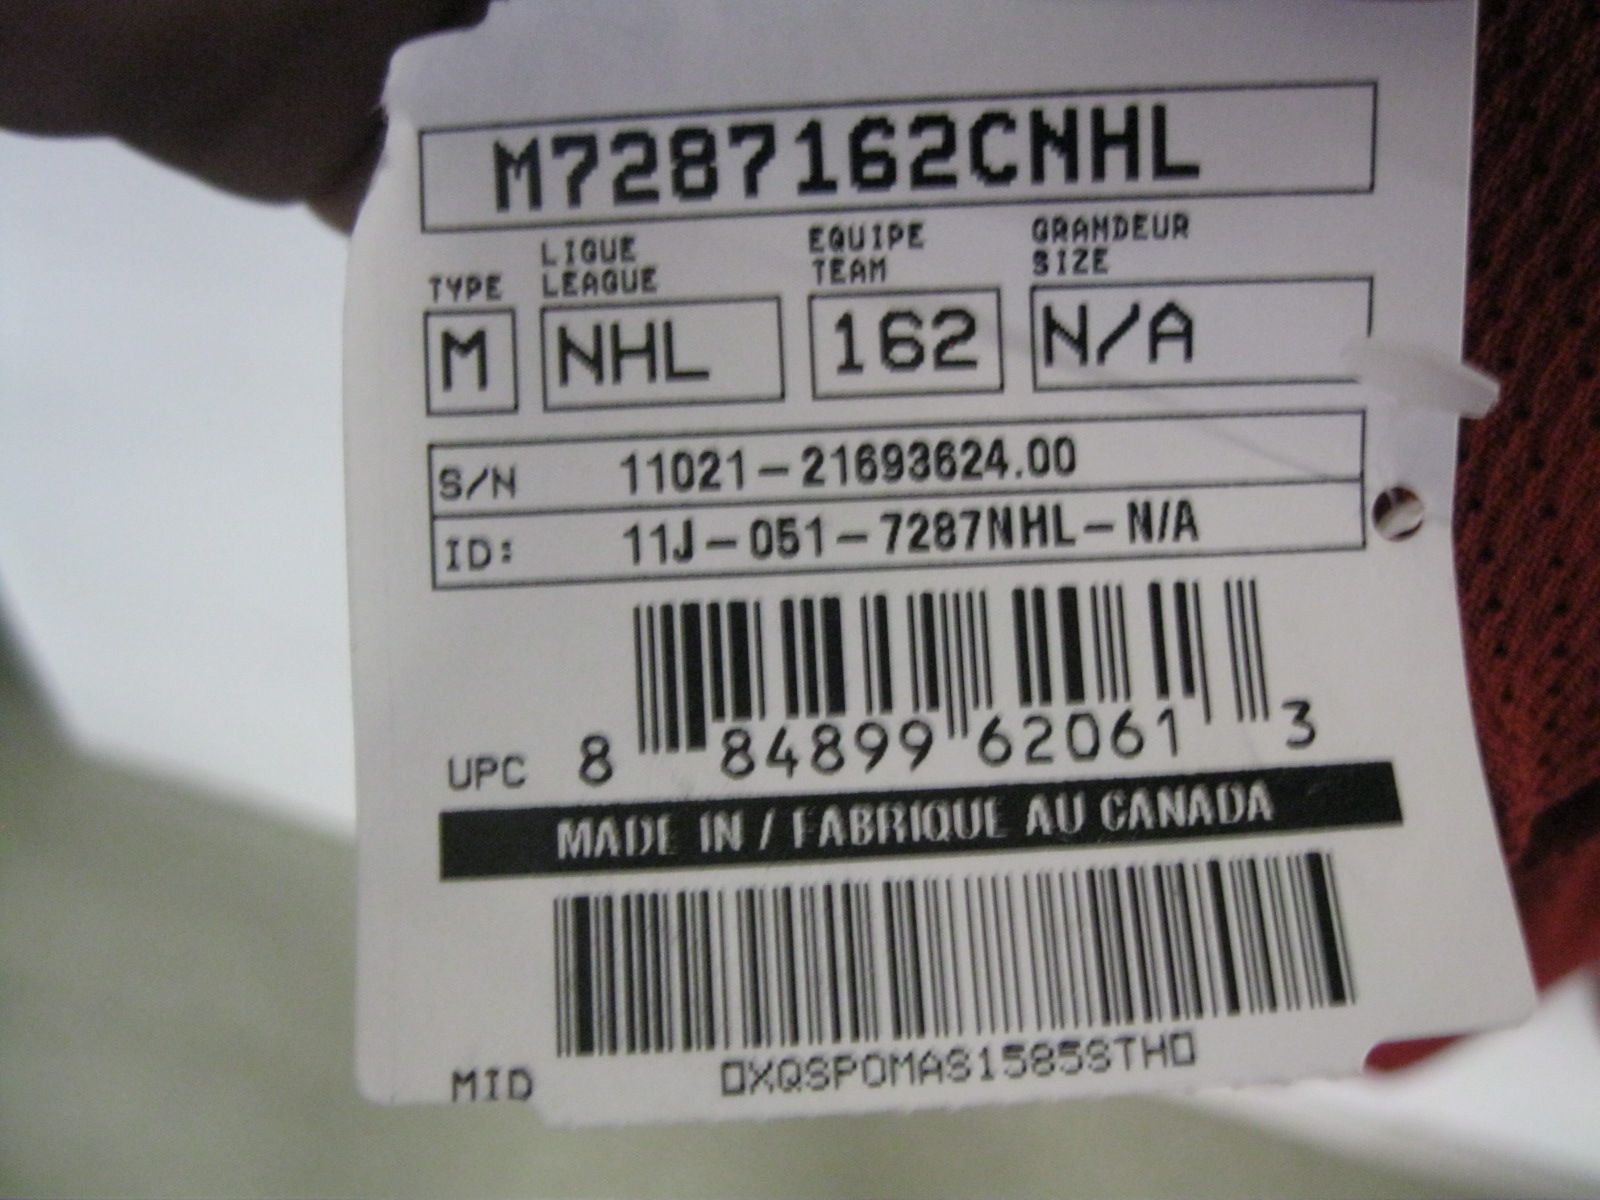 M7287162CNHL
TYPE
LIGUE
LEAGUE
EQUIPE
TEAM
GRANDEUR
SIZE
M
NHL
162
N/A
S/N 11021-21693624.00
ID: 11J-051-7287NHL-N/A
UPC 8 84899 62061 3
MADE IN / FABRIQUE AU CANADA
MID 0XQSPOMAS1585STH0